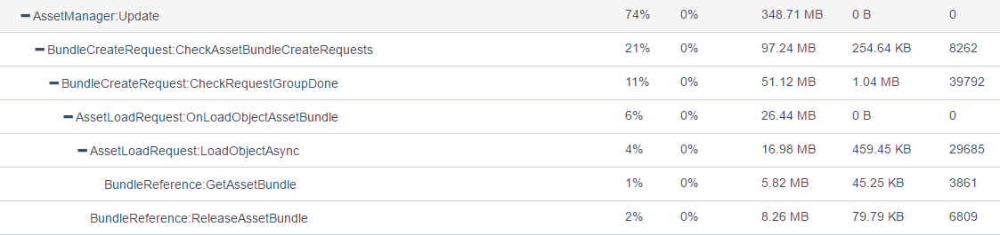 AssetManager:Update 74% 0% 348.71 MB 0 B 0
BundleCreateRequest:CheckAssetBundleCreateRequests 21% 0% 97.24 MB 254.64 KB 8262
BundleCreateRequest:CheckRequestGroupDone 11% 0% 51.12 MB 1.04 MB 39792
AssetLoadRequest:OnLoadObjectAssetBundle 6% 0% 26.44 MB 0 B 0
AssetLoadRequest:LoadObjectAsync 4% 0% 16.98 MB 459.45 KB 29685
BundleReference:GetAssetBundle 1% 0% 5.82 MB 45.25 KB 3861
BundleReference:ReleaseAssetBundle 2% 0% 8.26 MB 79.79 KB 6809